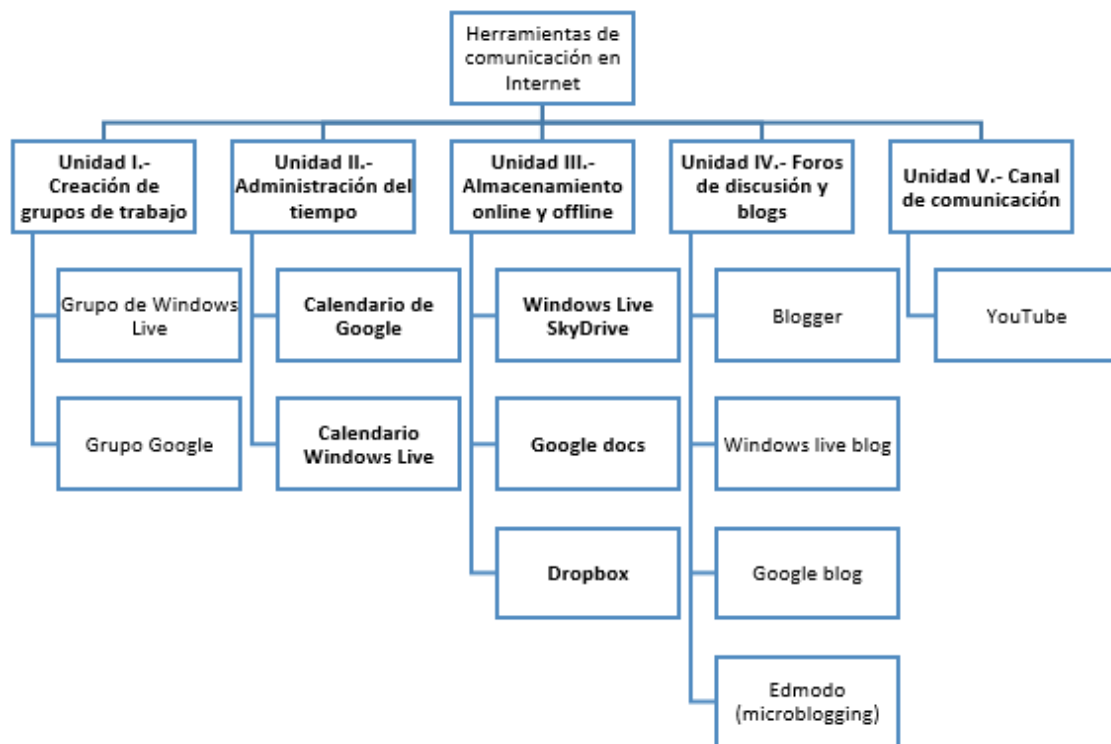 Herramientas de
comunicación en
Internet
Unidad I.-
Creación de
grupos de trabajo
Unidad II.-
Administración del
tiempo
Unidad III.-
Almacenamiento
online y offline
Unidad IV.- Foros
de discusión y
blogs
Unidad V.- Canal
de comunicación
Grupo de Windows
Live
Grupo Google
Calendario de
Google
Calendario
Windows Live
Windows Live
SkyDrive
Google docs
Dropbox
Blogger
Windows live blog
Google blog
Edmodo
(microblogging)
YouTube